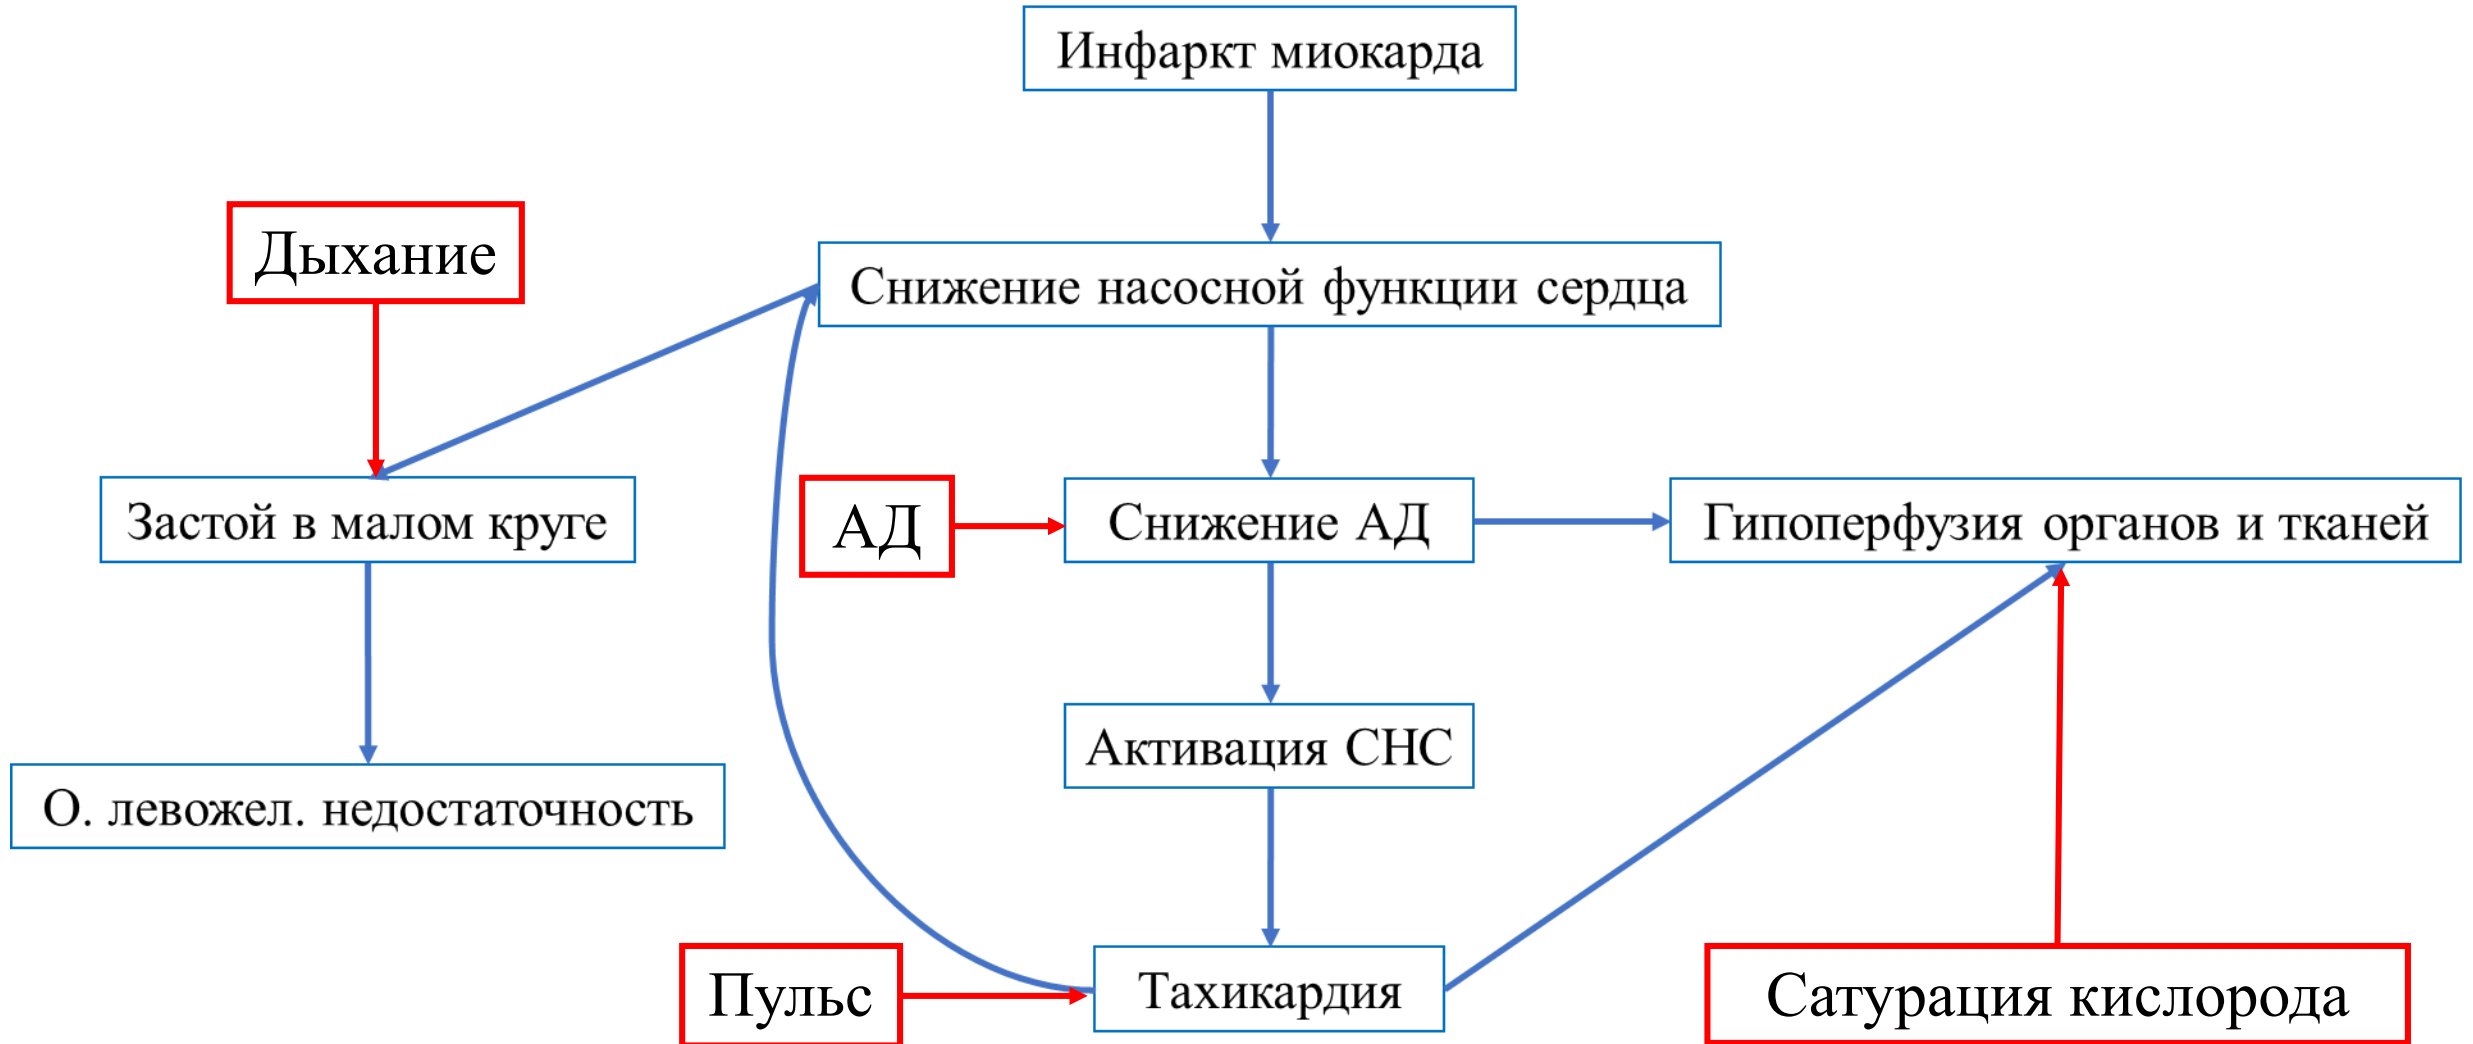 Инфаркт миокарда
Дыхание
Снижение насосной функции сердца
Застой в малом круге
АД
Снижение АД
Гипоперфузия органов и тканей
Активация СНС
О. левожел. недостаточность
Пульс
Тахикардия
Сатурация кислорода